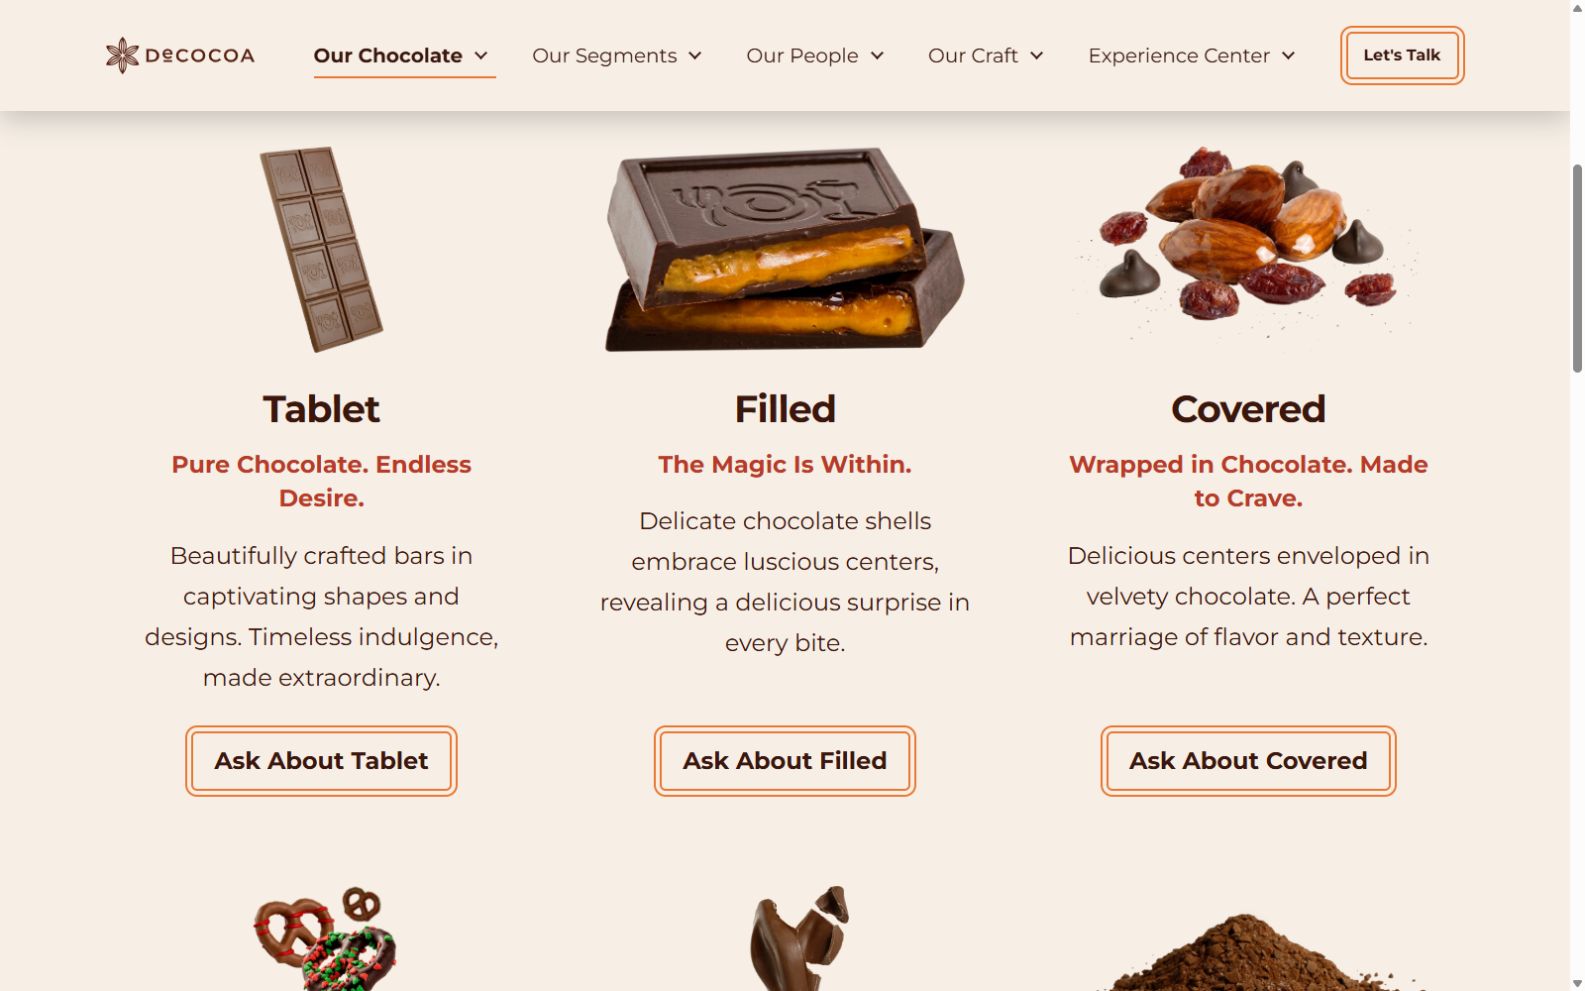 DeCOCOA
Our Chocolate
Our Segments
Our People
Our Craft
Experience Center
Let's Talk
Tablet
Pure Chocolate. Endless
Desire.
Beautifully crafted bars in
captivating shapes and
designs. Timeless indulgence,
made extraordinary.
Ask About Tablet
Filled
The Magic Is Within.
Delicate chocolate shells
embrace luscious centers,
revealing a delicious surprise in
every bite.
Ask About Filled
Covered
Wrapped in Chocolate. Made
to Crave.
Delicious centers enveloped in
velvety chocolate. A perfect
marriage of flavor and texture.
Ask About Covered